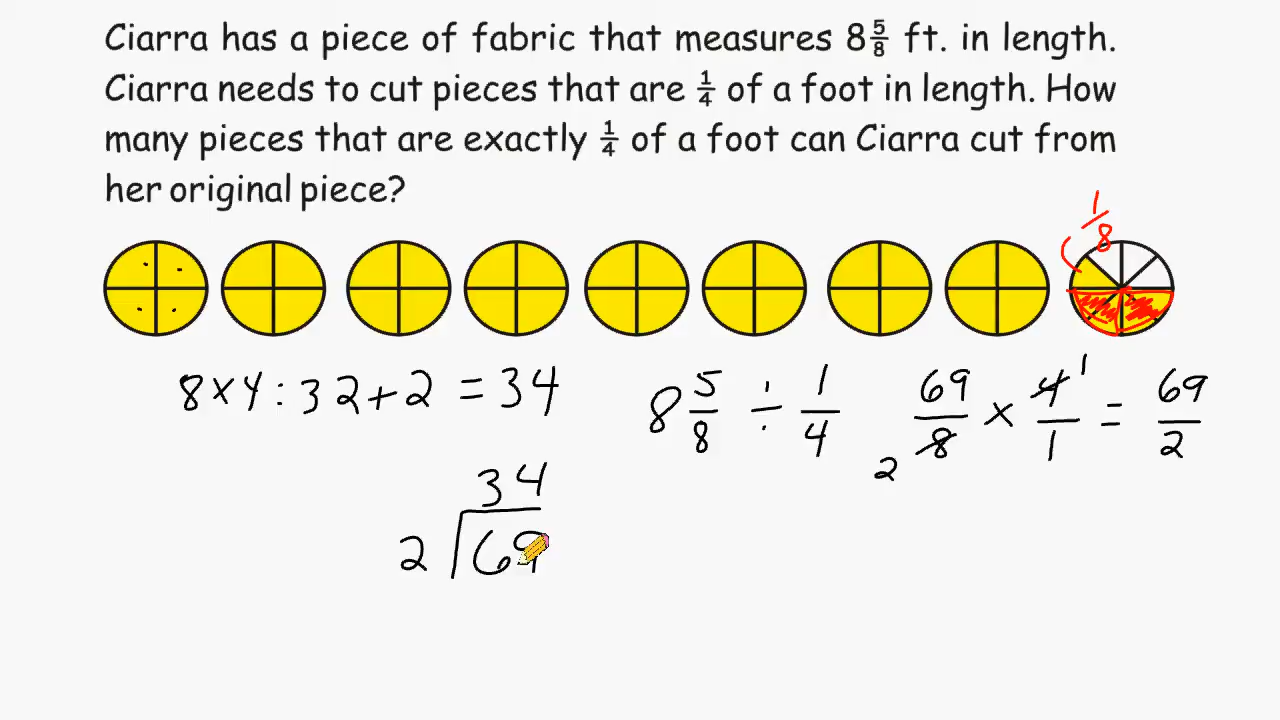 Ciarra has a piece of fabric that measures 8 5/8 ft. in length.
Ciarra needs to cut pieces that are 1/4 of a foot in length. How
many pieces that are exactly 1/4 of a foot can Ciarra cut from
her original piece?
1/8
8 x 4 : 32 + 2 = 34
8 5/8 ÷ 1/4
69/8 x 4/1 = 69/2
1
2
34
2 69